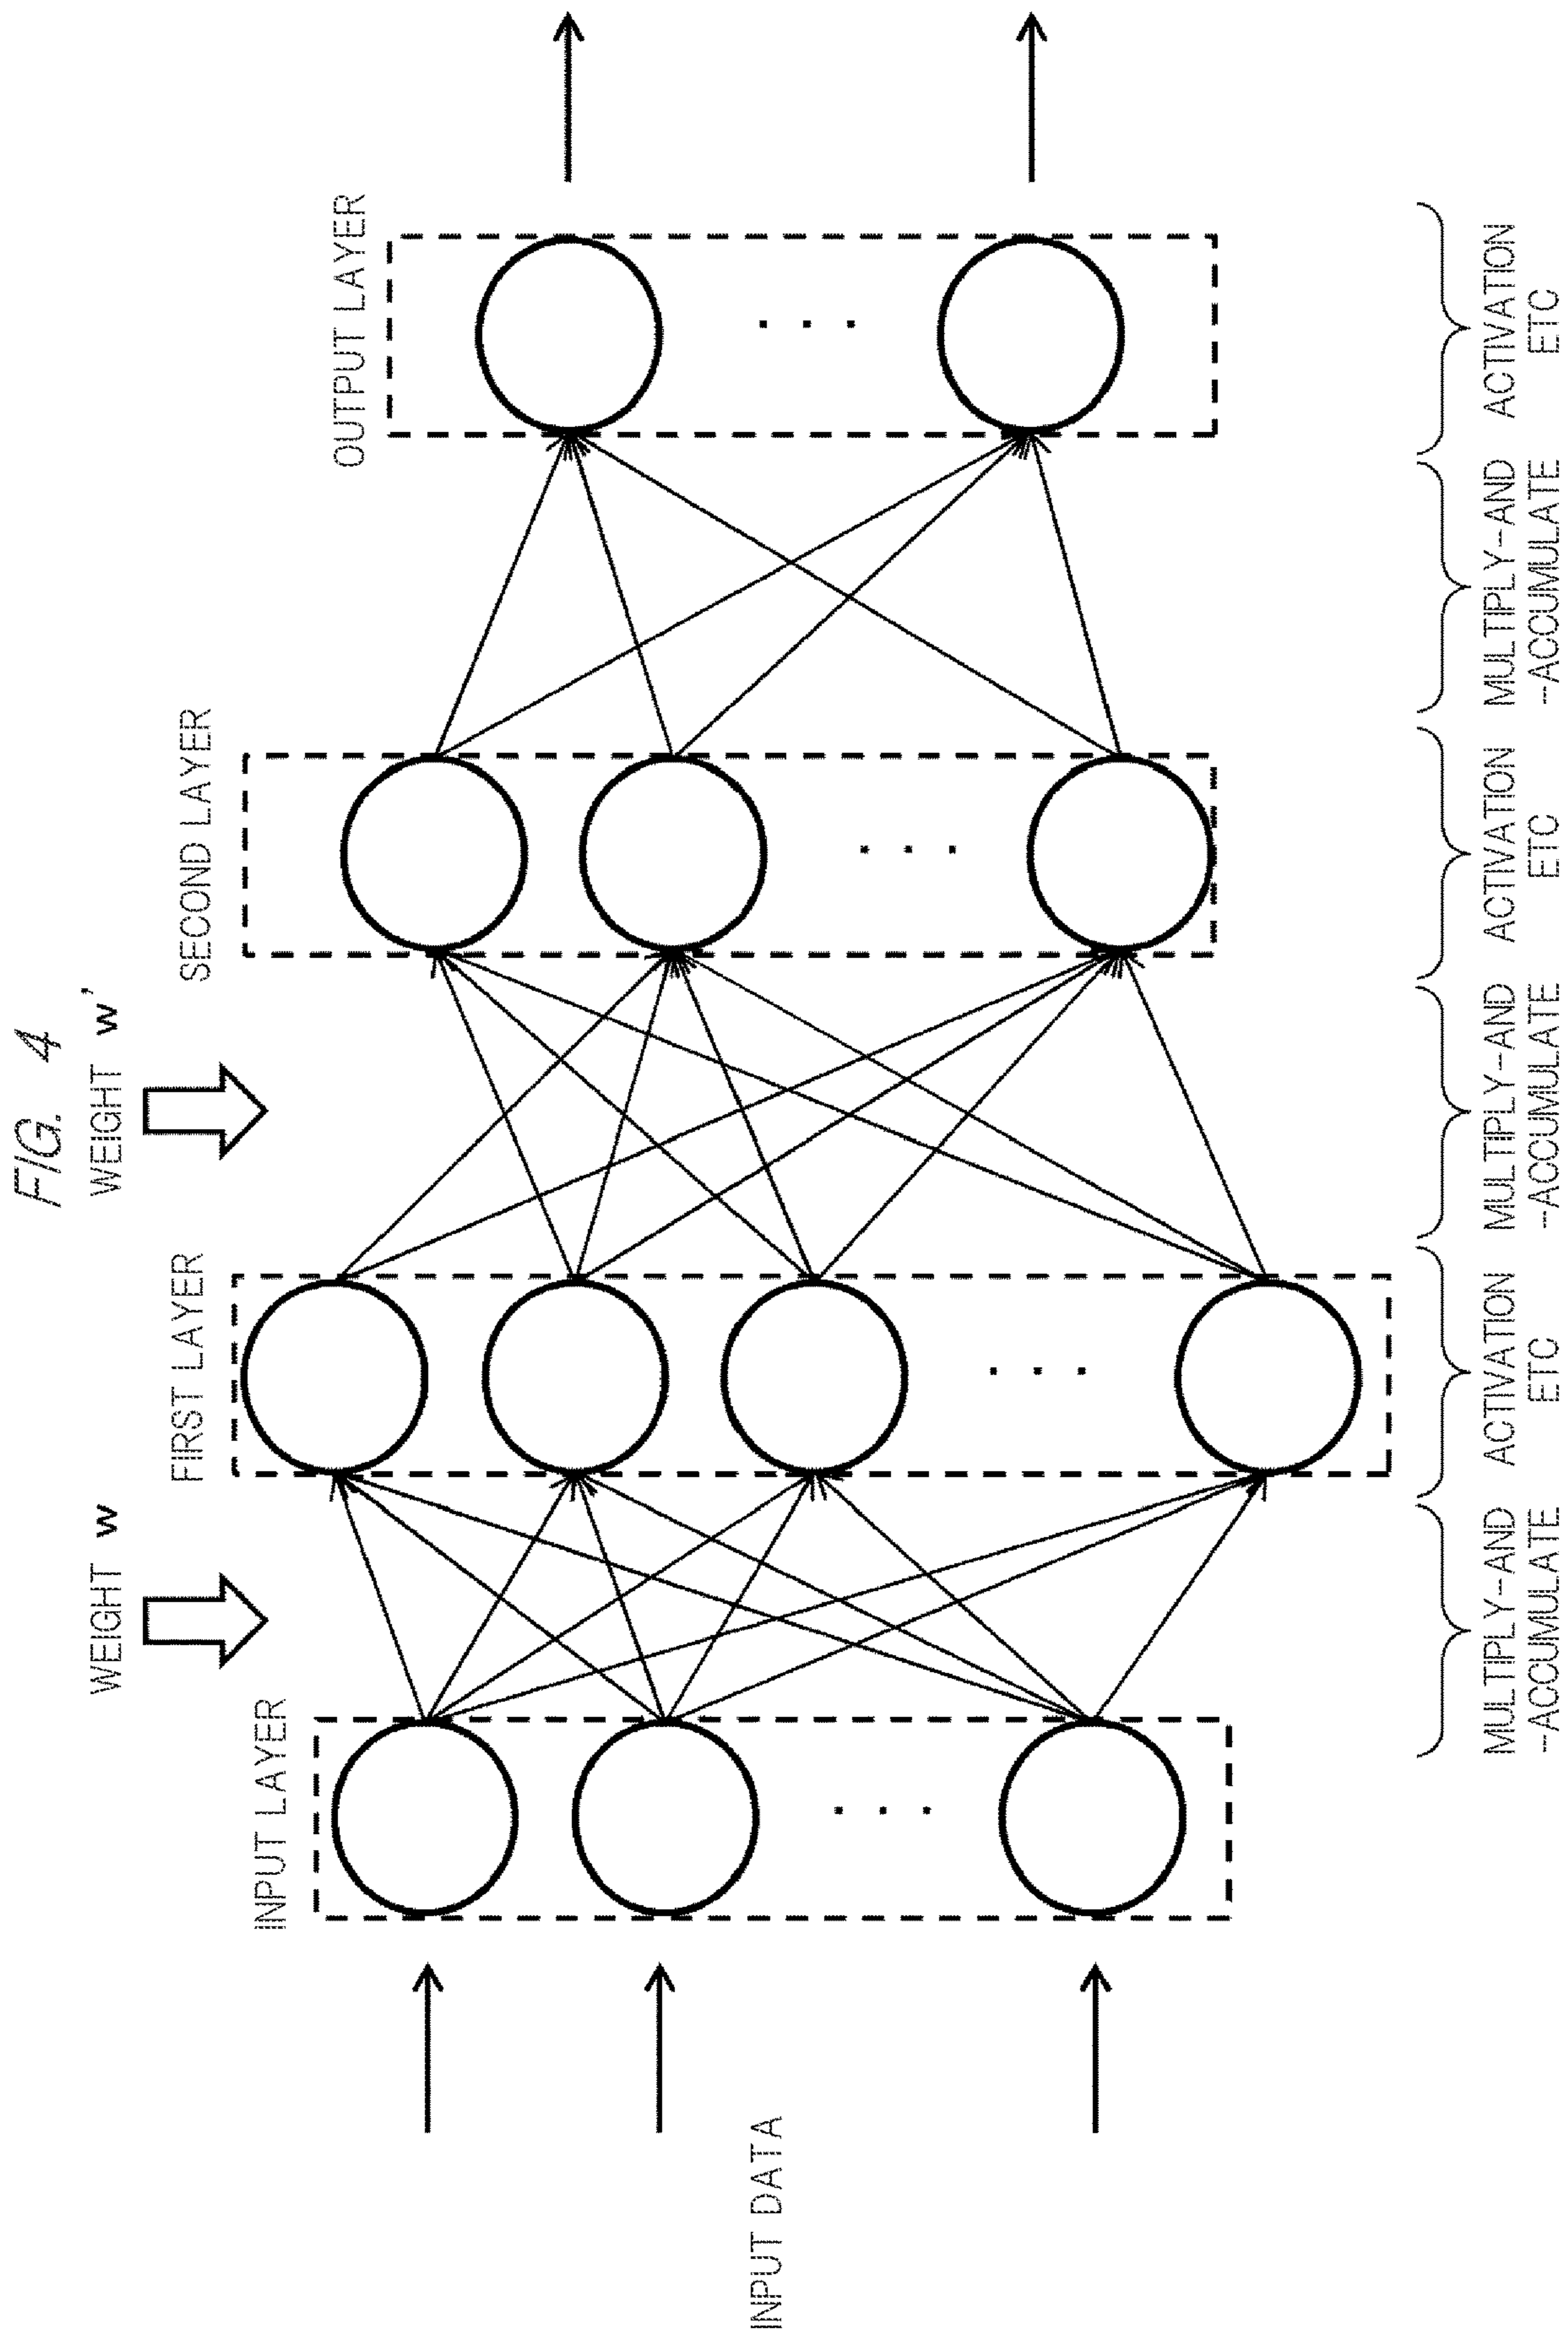 FIG. 4
WEIGHT w
WEIGHT w'
INPUT LAYER
FIRST LAYER
SECOND LAYER
OUTPUT LAYER
INPUT DATA
MULTIPLY-AND
-ACCUMULATE
ACTIVATION
ETC
MULTIPLY-AND
-ACCUMULATE
ACTIVATION
ETC
MULTIPLY-AND
-ACCUMULATE
ACTIVATION
ETC